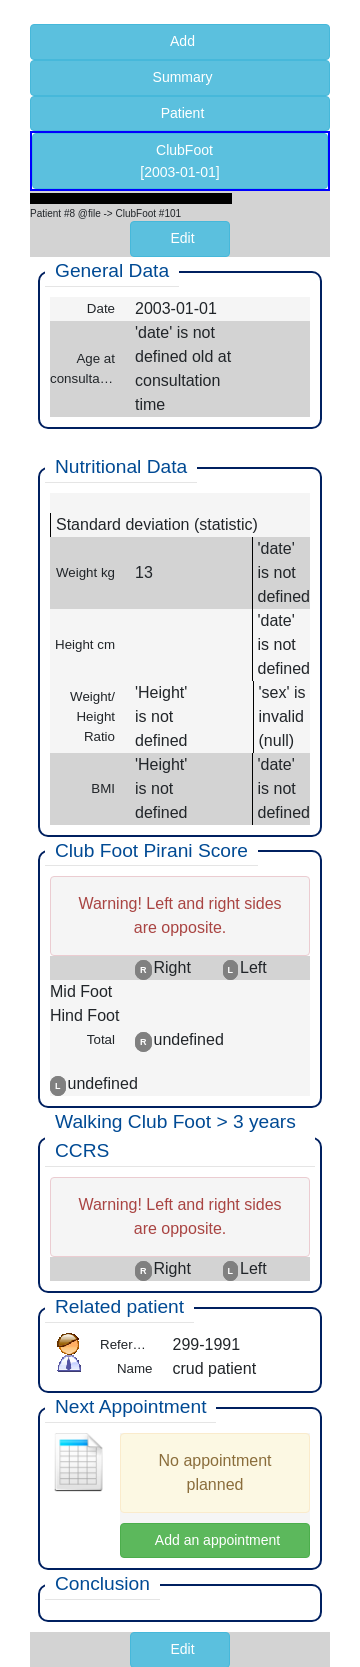 Add
Summary
Patient
ClubFoot
[2003-01-01]
Patient #8 @file -> ClubFoot #101
Edit
General Data
Date 2003-01-01
Age at consulta… 'date' is not defined old at consultation time
Nutritional Data
Standard deviation (statistic)
Weight kg 13 'date' is not defined
Height cm 'date' is not defined
Weight/ Height Ratio 'Height' is not defined 'sex' is invalid (null)
BMI 'Height' is not defined 'date' is not defined
Club Foot Pirani Score
Warning! Left and right sides
are opposite.
R Right L Left
Mid Foot
Hind Foot
Total R undefined
L undefined
Walking Club Foot > 3 years
CCRS
Warning! Left and right sides
are opposite.
R Right L Left
Related patient
Refer… 299-1991
Name crud patient
Next Appointment
No appointment
planned
Add an appointment
Conclusion
Edit